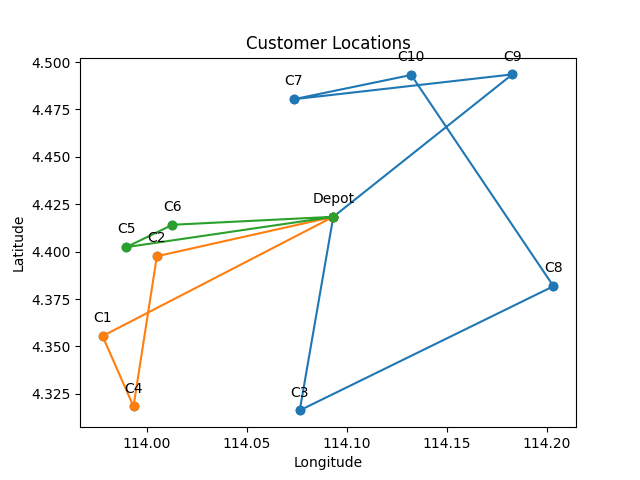 Customer Locations
C10
C9
C7
Depot
C6
C5
C2
C8
C1
C4
C3
4.500
4.475
4.450
4.425
4.400
4.375
4.350
4.325
Latitude
114.00
114.05
114.10
114.15
114.20
Longitude